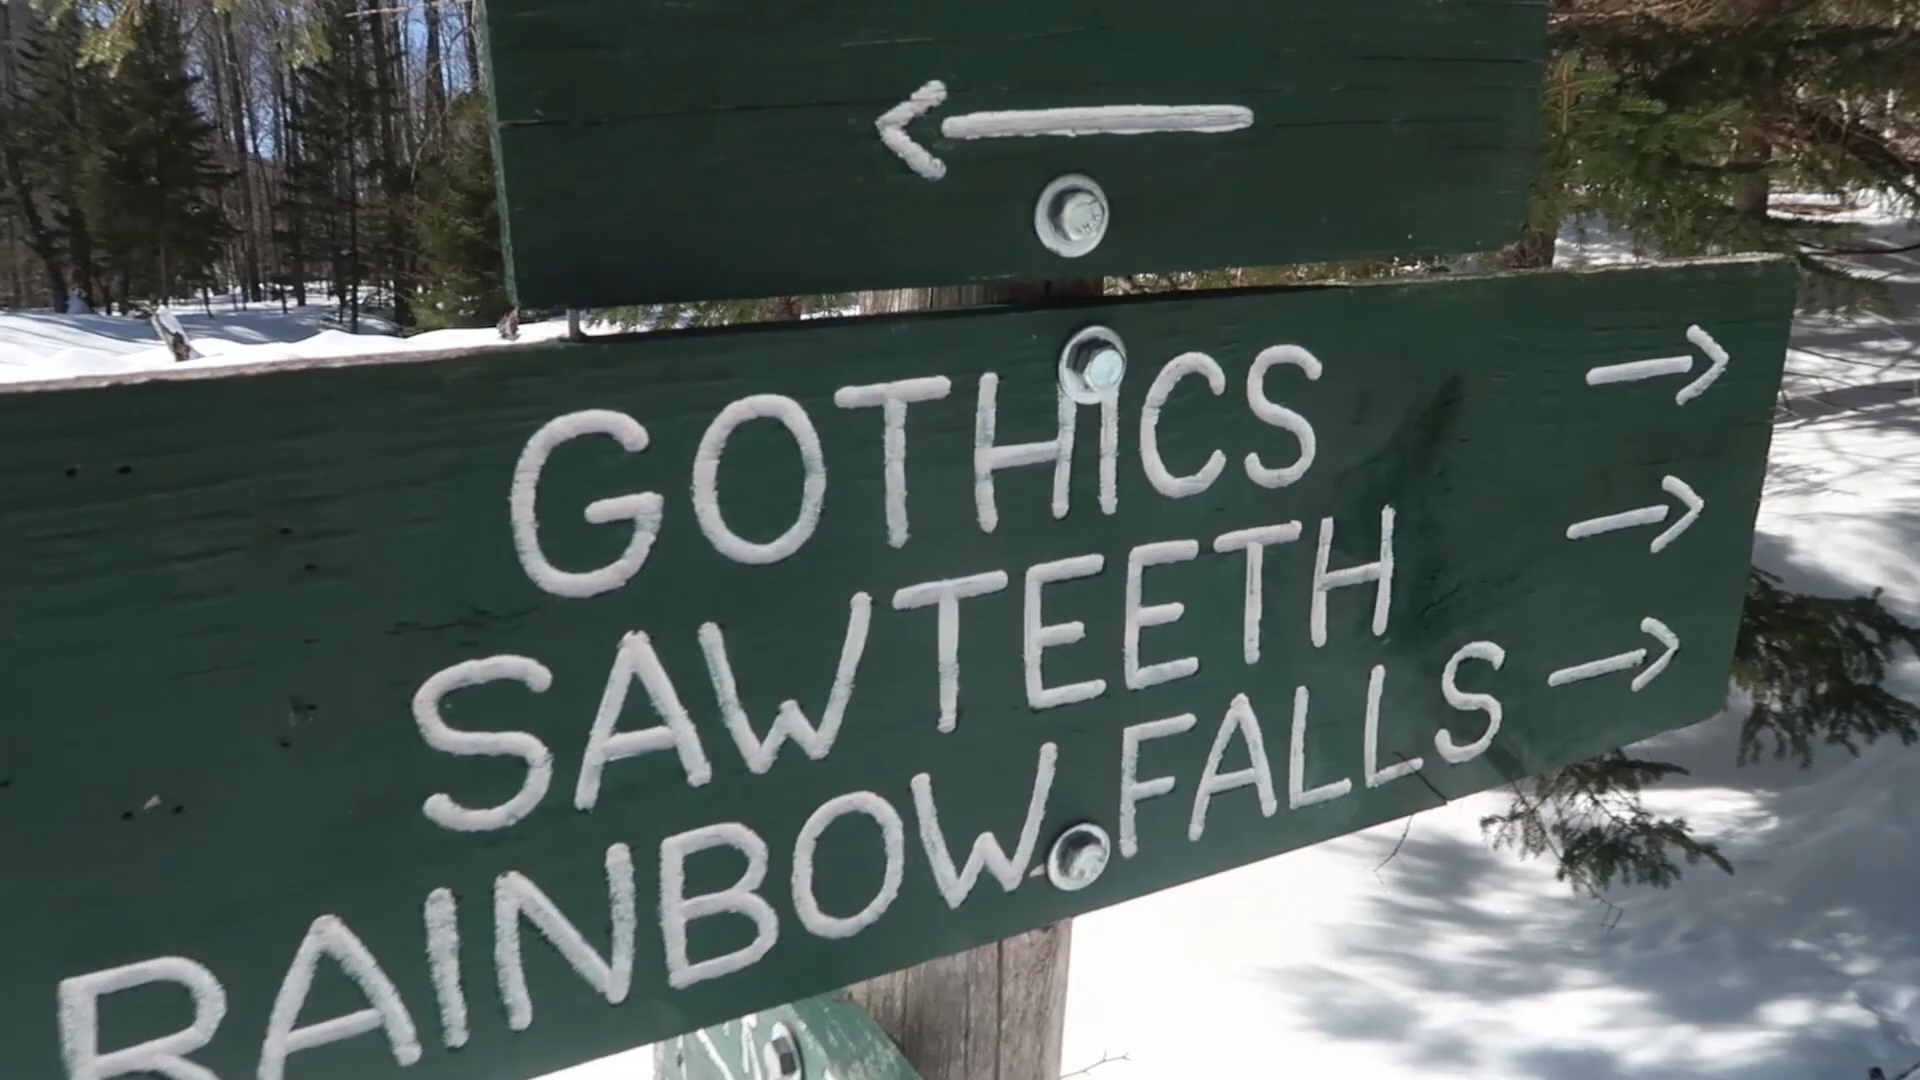 ←
GOTHICS →
SAWTEETH →
RAINBOW FALLS →